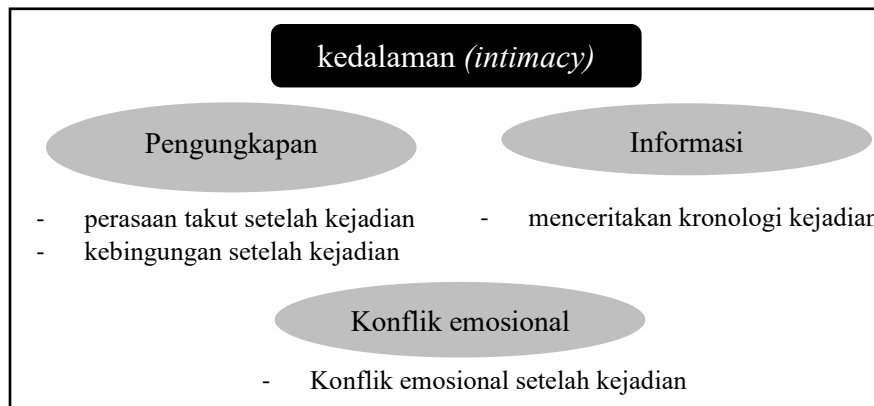 kedalaman (intimacy)
Pengungkapan
Informasi
- perasaan takut setelah kejadian
- kebingungan setelah kejadian
- menceritakan kronologi kejadian
Konflik emosional
- Konflik emosional setelah kejadian